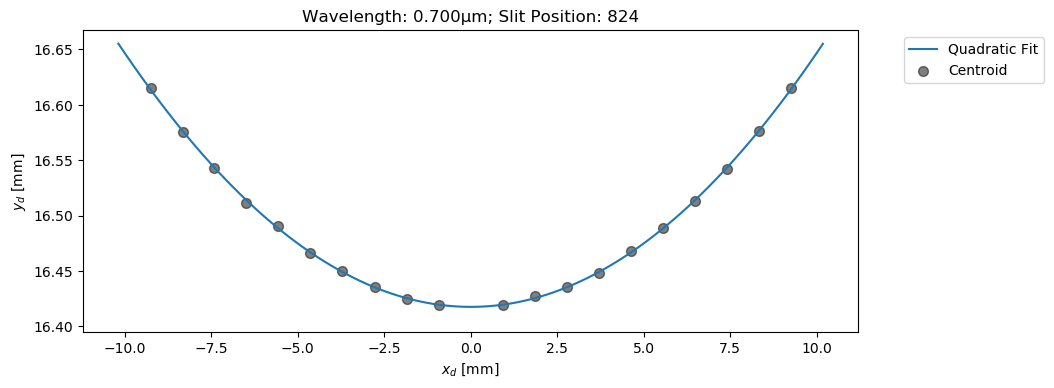 Wavelength: 0.700μm; Slit Position: 824
Quadratic Fit
Centroid
y_d [mm]
16.65
16.60
16.55
16.50
16.45
16.40
−10.0 −7.5 −5.0 −2.5 0.0 2.5 5.0 7.5 10.0
x_d [mm]